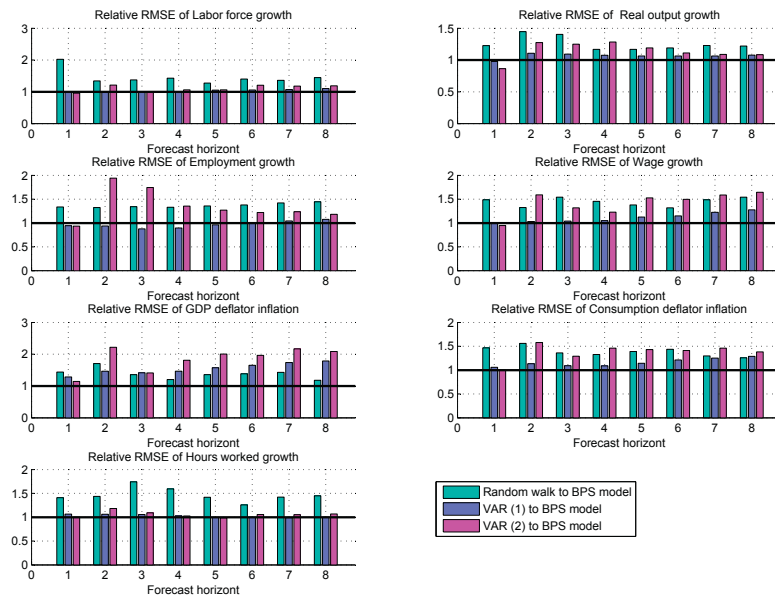 Relative RMSE of Labor force growth
3
2
1
0
0 1 2 3 4 5 6 7 8
Forecast horizont
Relative RMSE of  Real output growth
1.5
1
0.5
0
0 1 2 3 4 5 6 7 8
Forecast horizont
Relative RMSE of Employment growth
2
1.5
1
0.5
0
0 1 2 3 4 5 6 7 8
Forecast horizont
Relative RMSE of Wage growth
2
1.5
1
0.5
0
0 1 2 3 4 5 6 7 8
Forecast horizont
Relative RMSE of GDP deflator inflation
3
2
1
0
0 1 2 3 4 5 6 7 8
Forecast horizont
Relative RMSE of Consumption deflator inflation
2
1.5
1
0.5
0
0 1 2 3 4 5 6 7 8
Forecast horizont
Relative RMSE of Hours worked growth
2
1.5
1
0.5
0
0 1 2 3 4 5 6 7 8
Forecast horizont
Random walk to BPS model
VAR (1) to BPS model
VAR (2) to BPS model